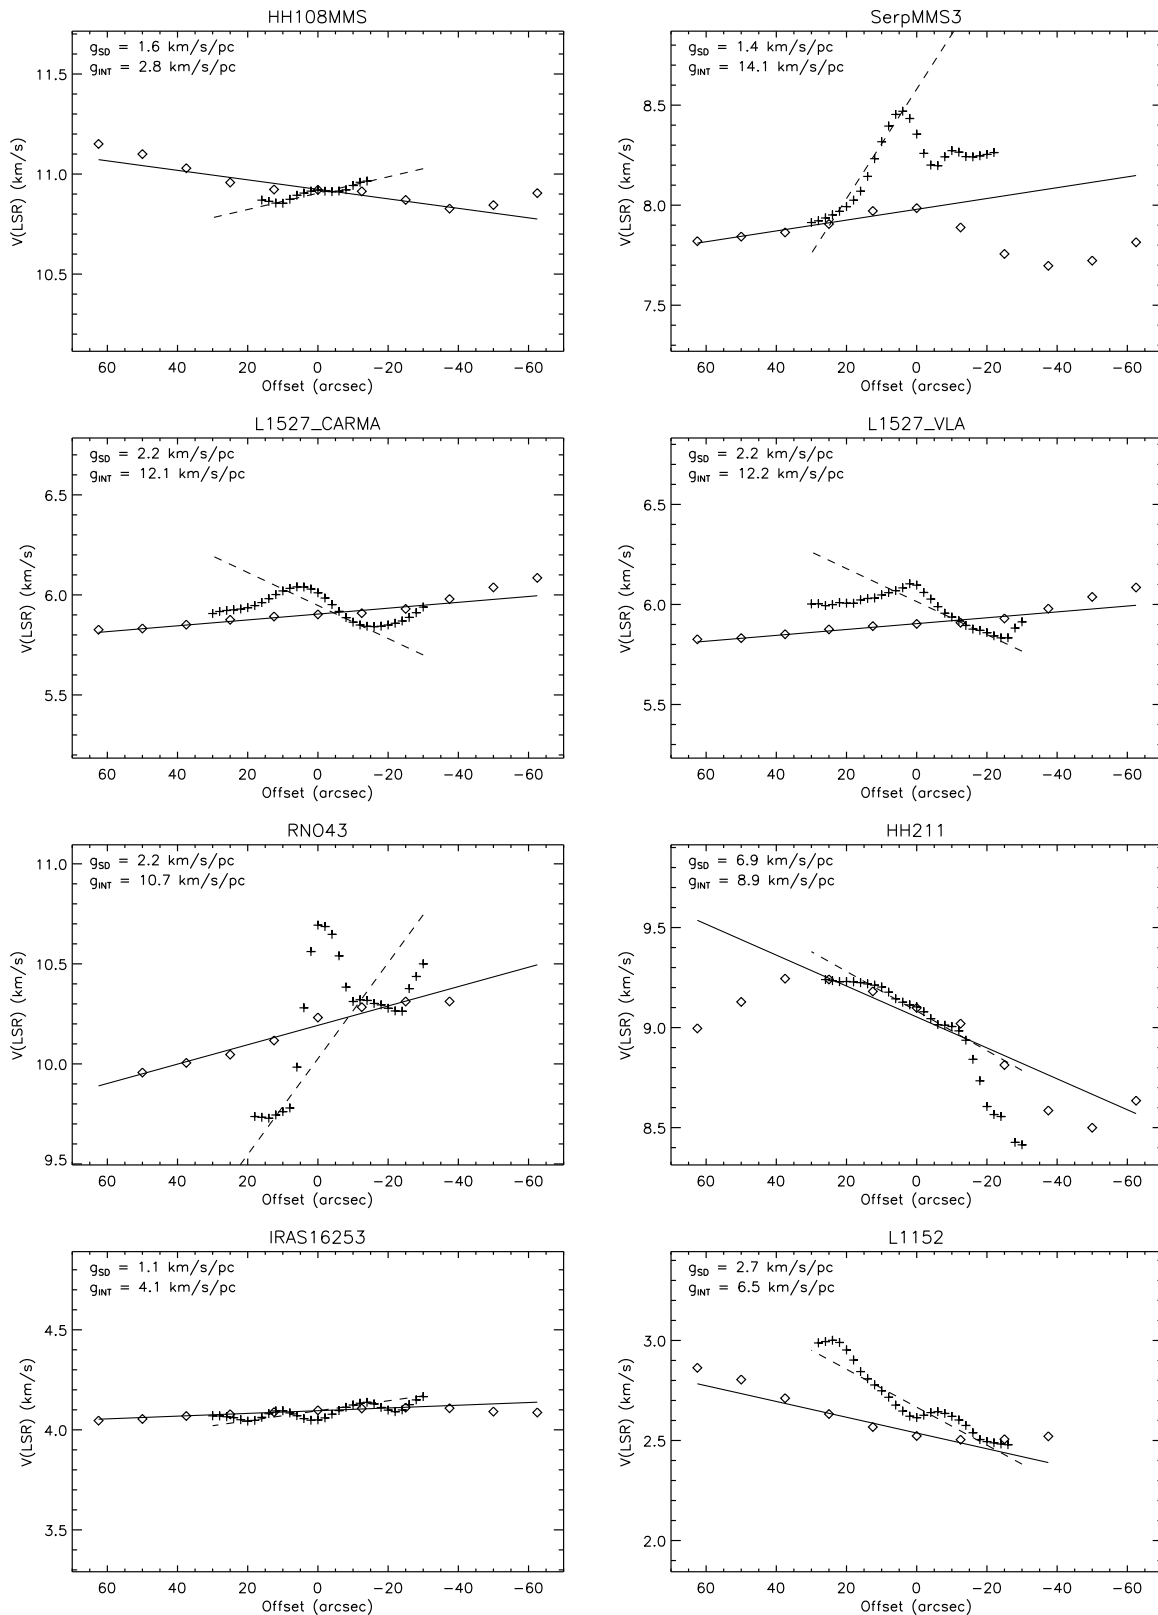 HH108MMS
g_SD = 1.6 km/s/pc
g_INT = 2.8 km/s/pc
11.5
11.0
10.5
V(LSR) (km/s)
60 40 20 0 −20 −40 −60
Offset (arcsec)
SerpMMS3
g_SD = 1.4 km/s/pc
g_INT = 14.1 km/s/pc
8.5
8.0
7.5
V(LSR) (km/s)
60 40 20 0 −20 −40 −60
Offset (arcsec)
L1527_CARMA
g_SD = 2.2 km/s/pc
g_INT = 12.1 km/s/pc
6.5
6.0
5.5
V(LSR) (km/s)
60 40 20 0 −20 −40 −60
Offset (arcsec)
L1527_VLA
g_SD = 2.2 km/s/pc
g_INT = 12.2 km/s/pc
6.5
6.0
5.5
V(LSR) (km/s)
60 40 20 0 −20 −40 −60
Offset (arcsec)
RNO43
g_SD = 2.2 km/s/pc
g_INT = 10.7 km/s/pc
11.0
10.5
10.0
9.5
V(LSR) (km/s)
60 40 20 0 −20 −40 −60
Offset (arcsec)
HH211
g_SD = 6.9 km/s/pc
g_INT = 8.9 km/s/pc
9.5
9.0
8.5
V(LSR) (km/s)
60 40 20 0 −20 −40 −60
Offset (arcsec)
IRAS16253
g_SD = 1.1 km/s/pc
g_INT = 4.1 km/s/pc
4.5
4.0
3.5
V(LSR) (km/s)
60 40 20 0 −20 −40 −60
Offset (arcsec)
L1152
g_SD = 2.7 km/s/pc
g_INT = 6.5 km/s/pc
3.0
2.5
2.0
V(LSR) (km/s)
60 40 20 0 −20 −40 −60
Offset (arcsec)